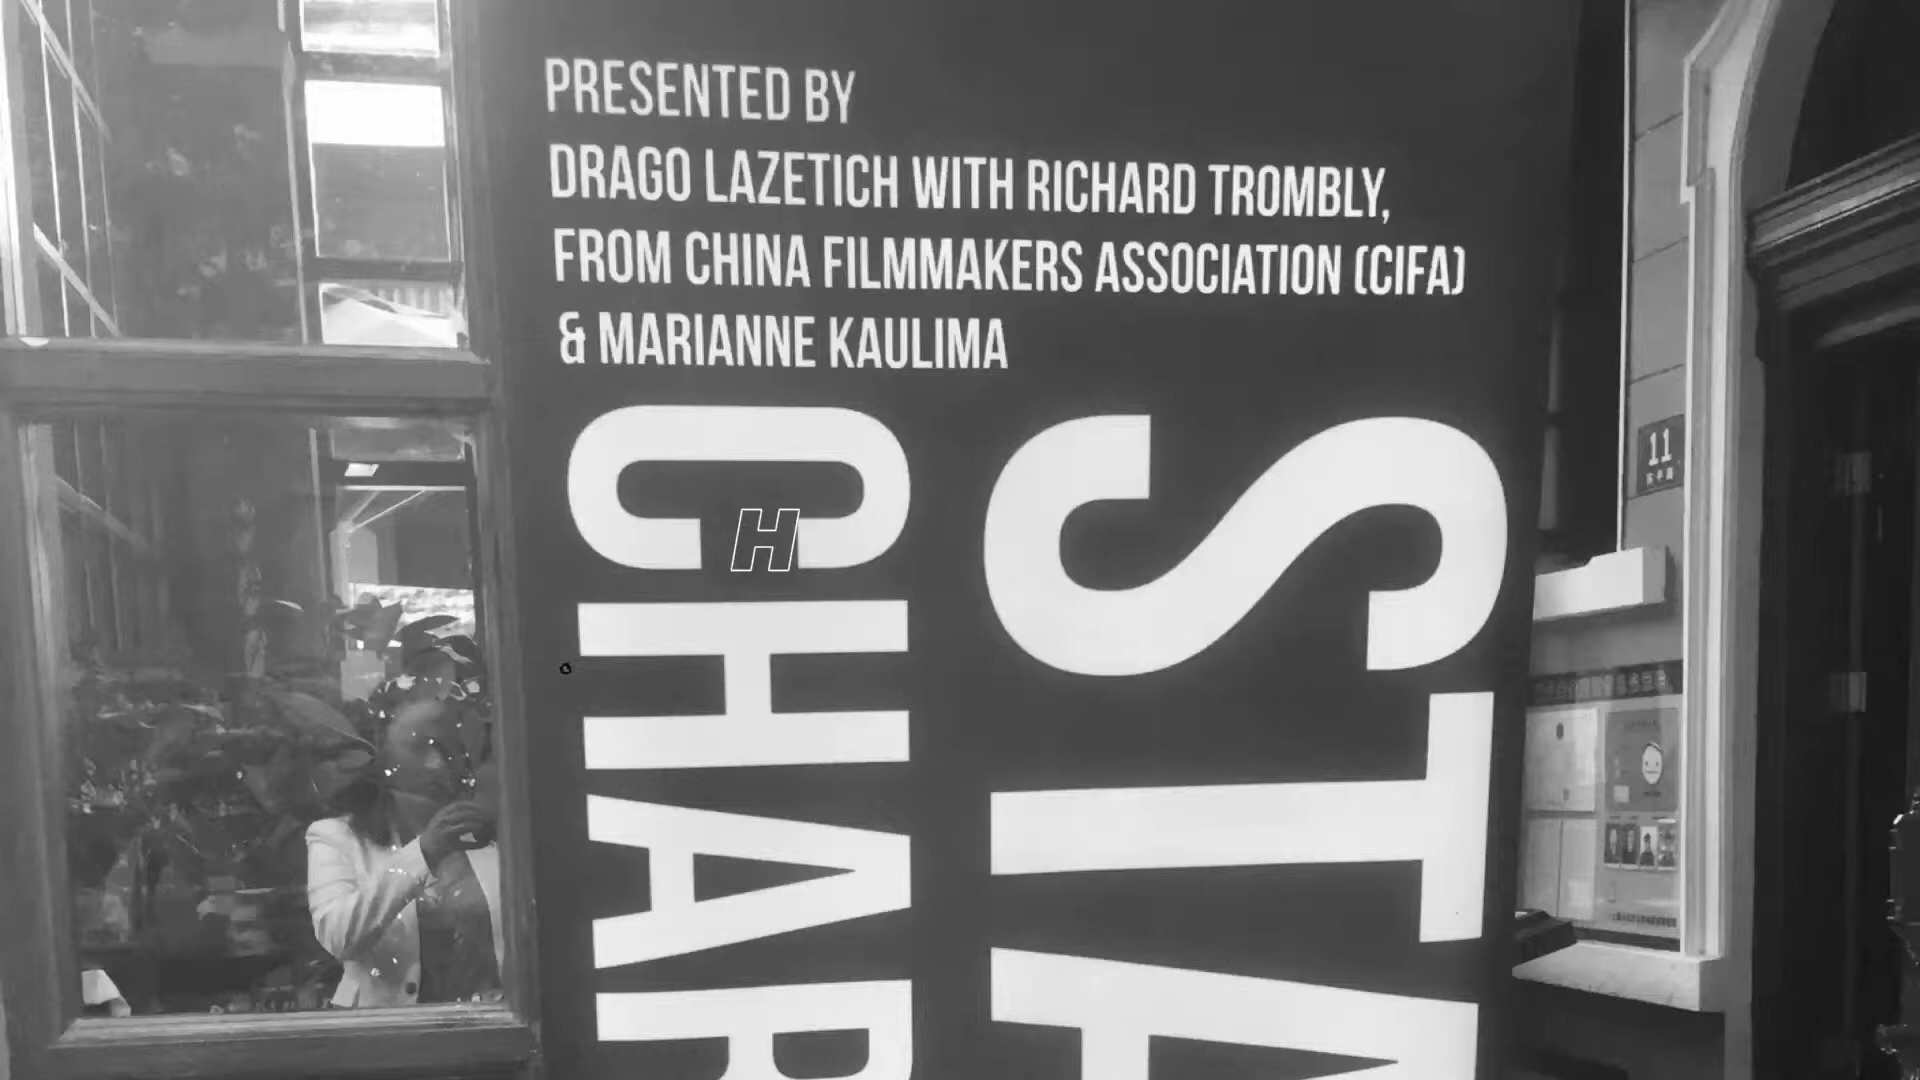 PRESENTED BY
DRAGO LAZETICH WITH RICHARD TROMBLY,
FROM CHINA FILMMAKERS ASSOCIATION (CIFA)
& MARIANNE KAULIMA
STA
CHAR
H
11